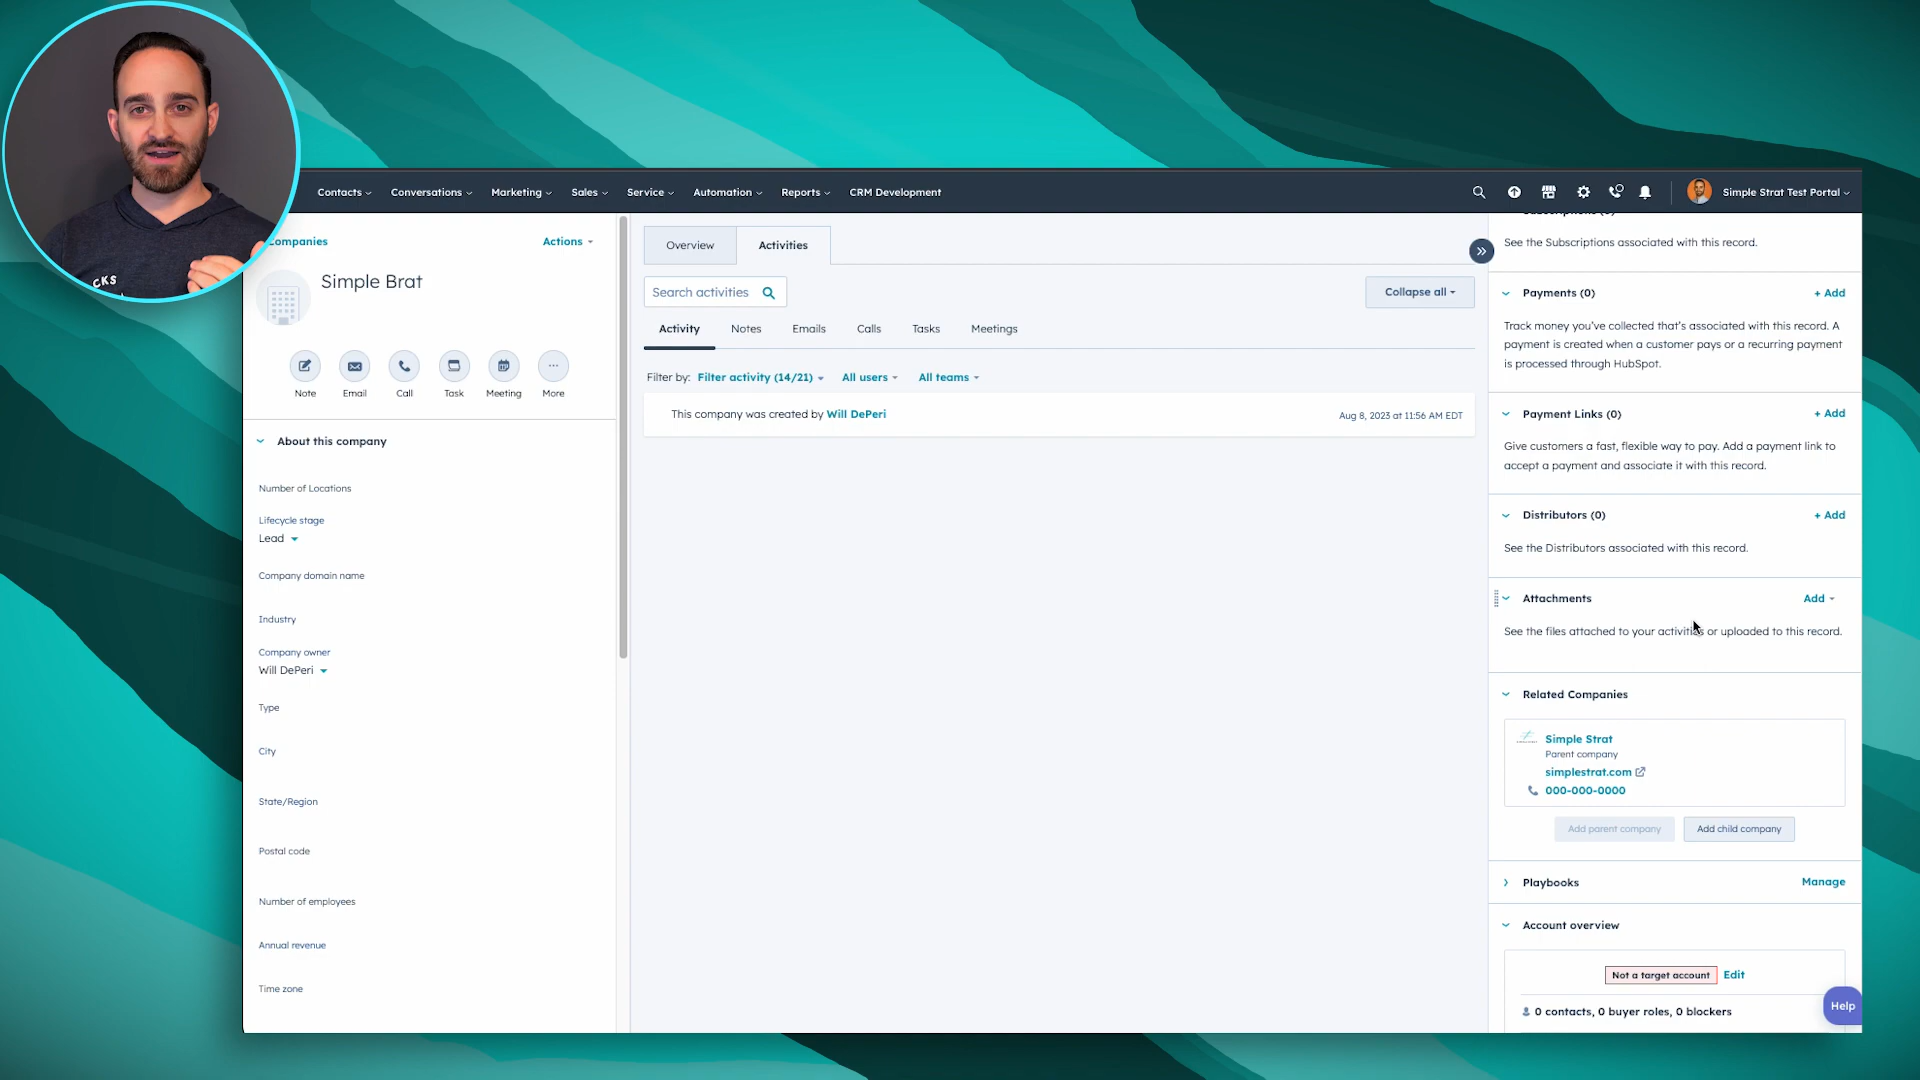 Contacts
Conversations
Marketing
Sales
Service
Automation
Reports
CRM Development
Simple Strat Test Portal
CKS
Companies
Actions
Simple Brat
Note
Email
Call
Task
Meeting
More
About this company
Number of Locations
Lifecycle stage
Lead
Company domain name
Industry
Company owner
Will DePeri
Type
City
State/Region
Postal code
Number of employees
Annual revenue
Time zone
Overview
Activities
Search activities
Collapse all
Activity
Notes
Emails
Calls
Tasks
Meetings
Filter by: Filter activity (14/21)
All users
All teams
This company was created by Will DePeri
Aug 8, 2023 at 11:56 AM EDT
Subscriptions (0)
See the Subscriptions associated with this record.
Payments (0)
+ Add
Track money you've collected that's associated with this record. A
payment is created when a customer pays or a recurring payment
is processed through HubSpot.
Payment Links (0)
+ Add
Give customers a fast, flexible way to pay. Add a payment link to
accept a payment and associate it with this record.
Distributors (0)
+ Add
See the Distributors associated with this record.
Attachments
Add
See the files attached to your activities or uploaded to this record.
Related Companies
Simple Strat
Parent company
simplestrat.com
000-000-0000
Add parent company
Add child company
Playbooks
Manage
Account overview
Not a target account
Edit
0 contacts, 0 buyer roles, 0 blockers
Help